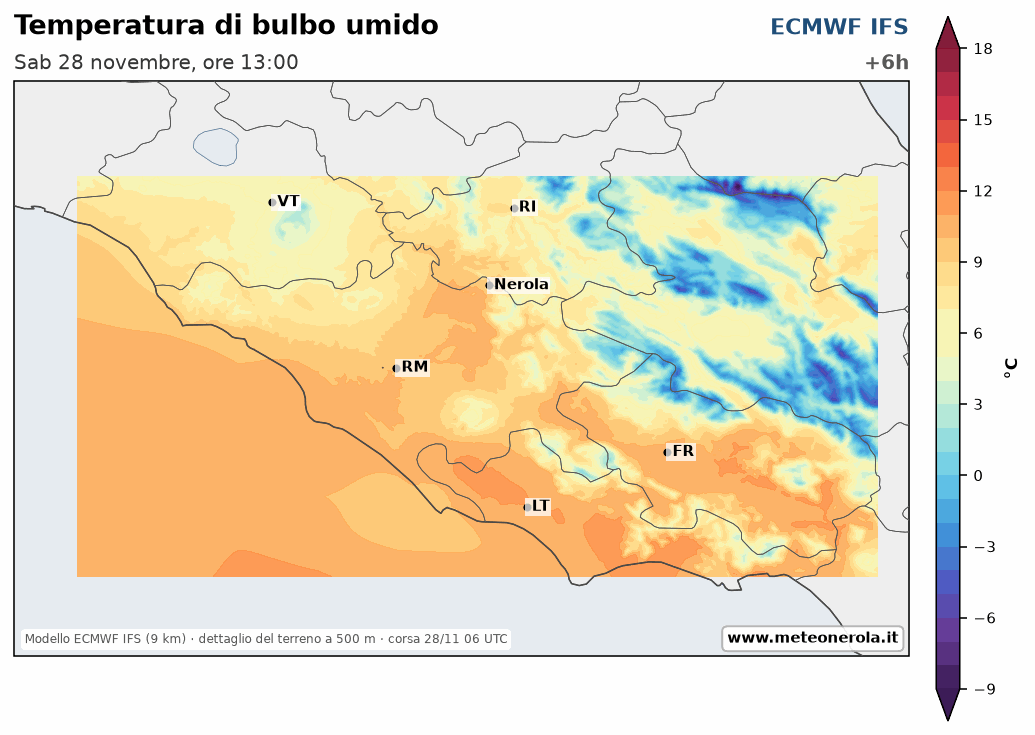 Temperatura di bulbo umido
ECMWF IFS
Sab 28 novembre, ore 13:00
+6h
VT
RI
Nerola
RM
FR
LT
18
15
12
9
6
3
0
−3
−6
−9
°C
Modello ECMWF IFS (9 km) · dettaglio del terreno a 500 m · corsa 28/11 06 UTC
www.meteonerola.it